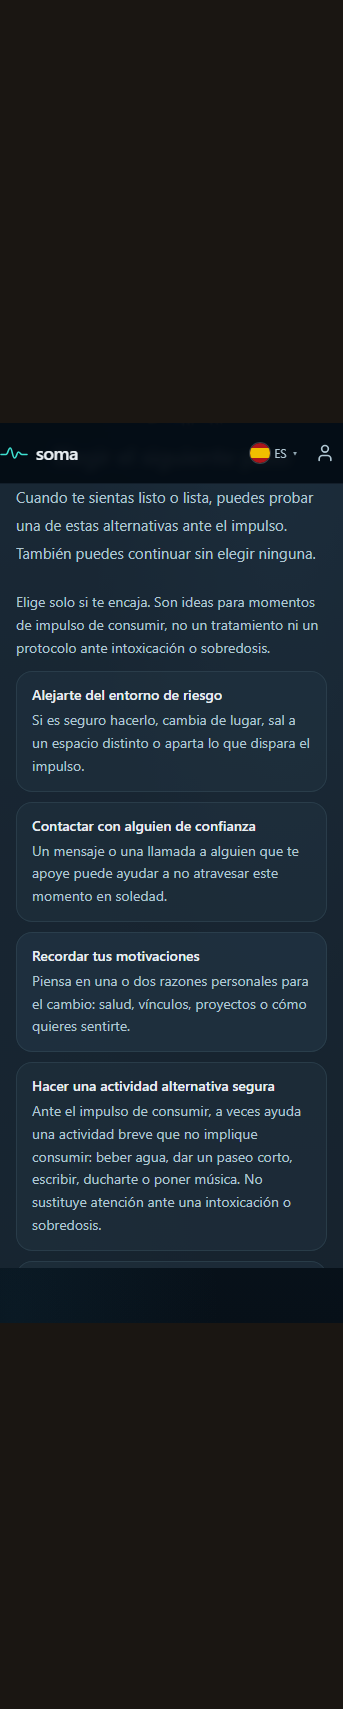 soma
ES
Cuando te sientas listo o lista, puedes probar
una de estas alternativas ante el impulso.
También puedes continuar sin elegir ninguna.
Elige solo si te encaja. Son ideas para momentos
de impulso de consumir, no un tratamiento ni un
protocolo ante intoxicación o sobredosis.
Alejarte del entorno de riesgo
Si es seguro hacerlo, cambia de lugar, sal a
un espacio distinto o aparta lo que dispara el
impulso.
Contactar con alguien de confianza
Un mensaje o una llamada a alguien que te
apoye puede ayudar a no atravesar este
momento en soledad.
Recordar tus motivaciones
Piensa en una o dos razones personales para
el cambio: salud, vínculos, proyectos o cómo
quieres sentirte.
Hacer una actividad alternativa segura
Ante el impulso de consumir, a veces ayuda
una actividad breve que no implique
consumir: beber agua, dar un paseo corto,
escribir, ducharte o poner música. No
sustituye atención ante una intoxicación o
sobredosis.